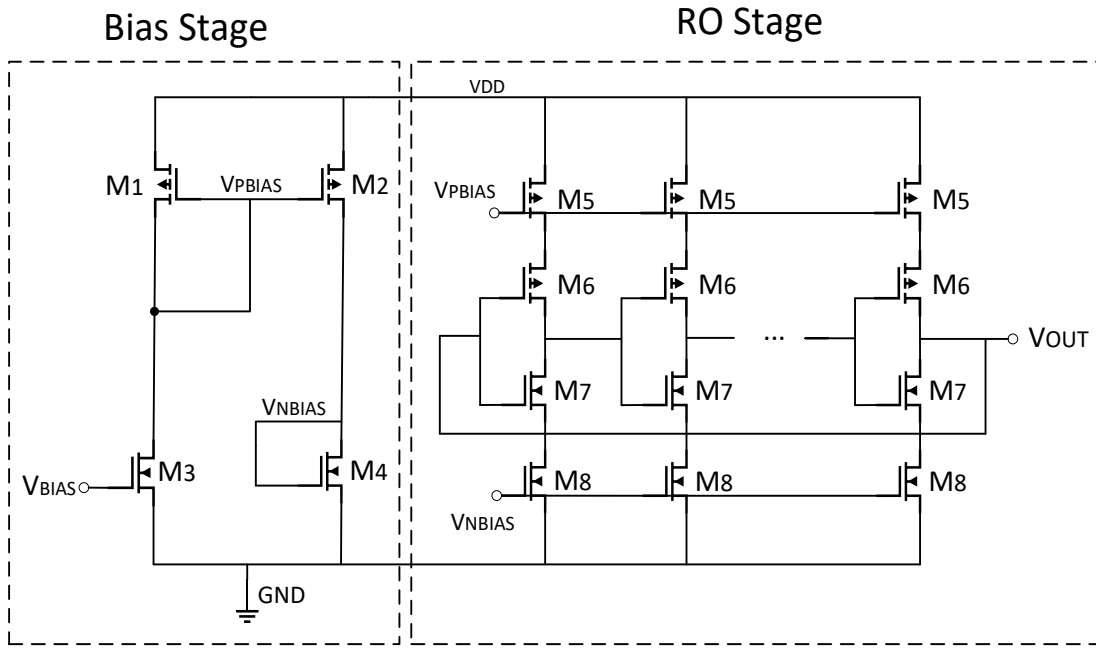 Bias Stage
RO Stage
VDD
M1
VPBIAS
M2
VPBIAS
M5
M5
M5
M6
M6
M6
...
VOUT
M7
M7
M7
VNBIAS
M3
M4
VBIAS
M8
M8
M8
VNBIAS
GND